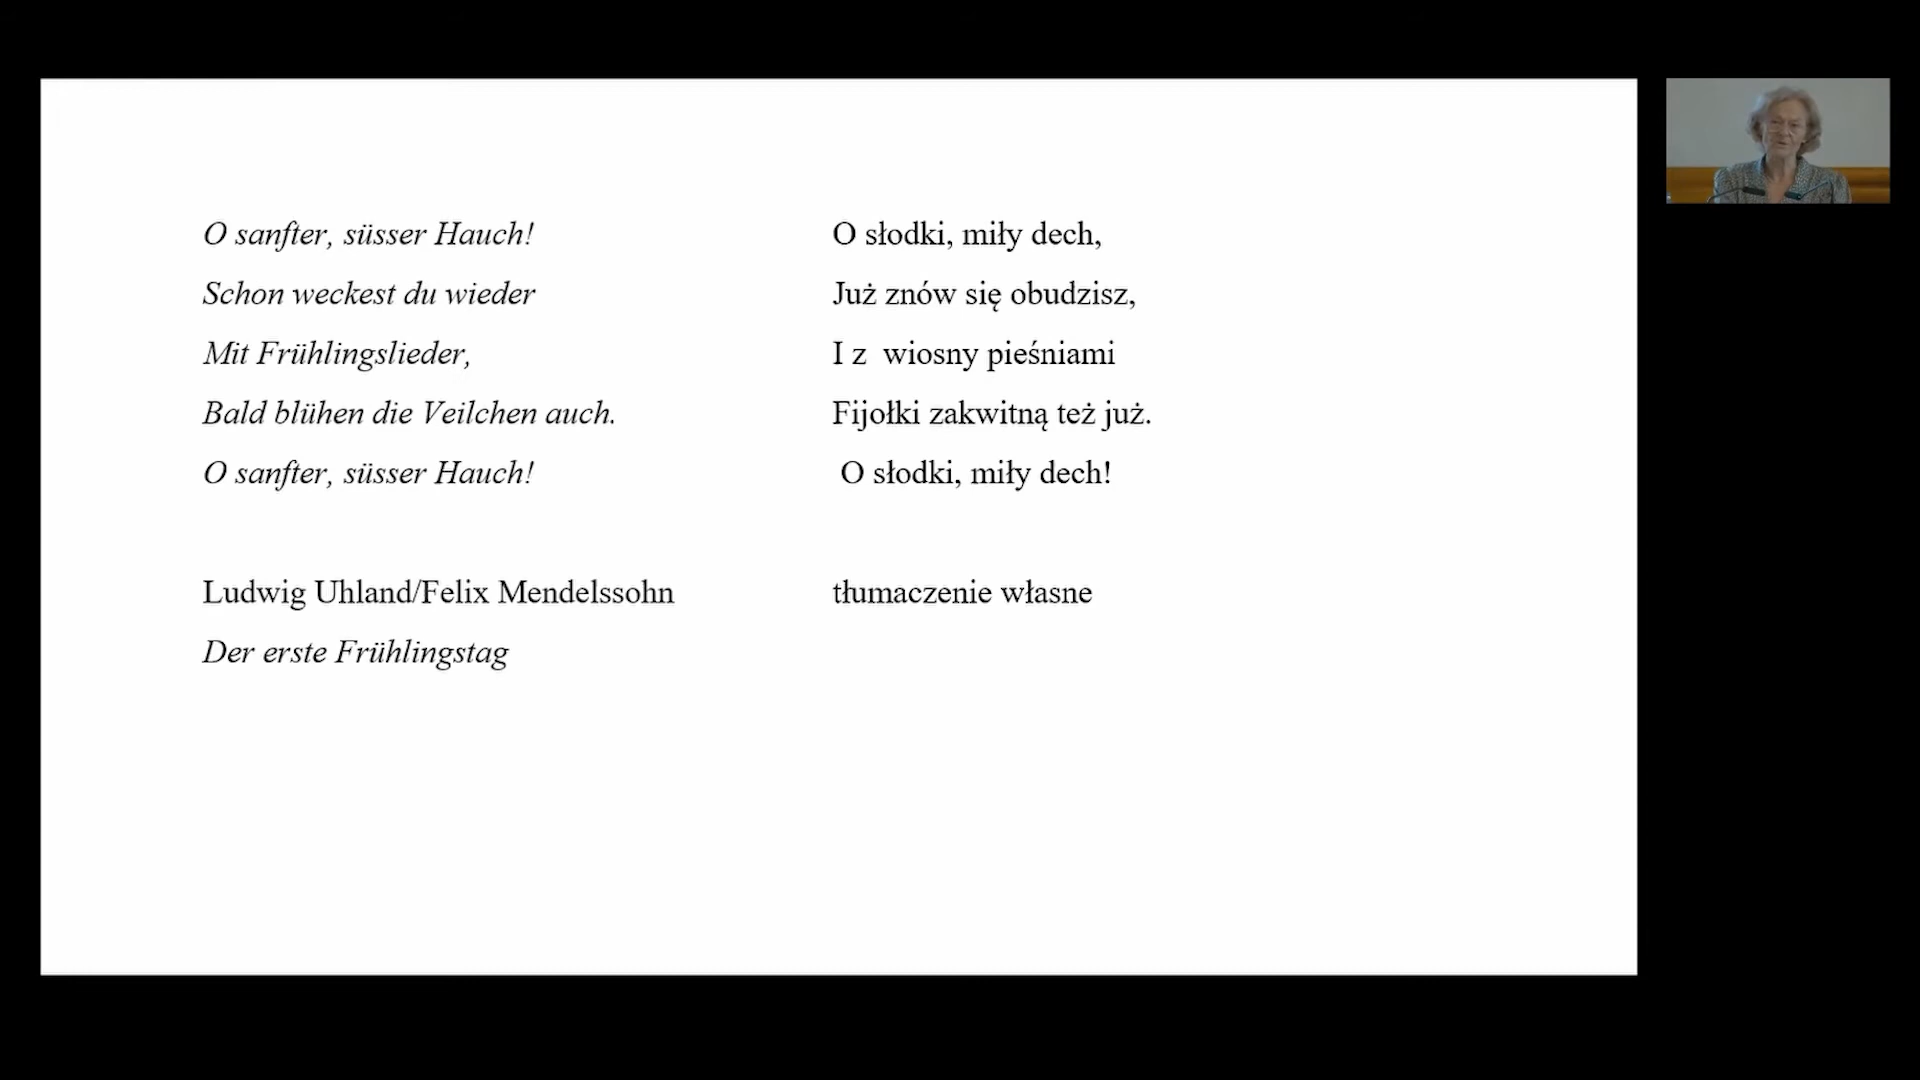 O sanfter, süsser Hauch!
Schon weckest du wieder
Mit Frühlingslieder,
Bald blühen die Veilchen auch.
O sanfter, süsser Hauch!
Ludwig Uhland/Felix Mendelssohn
Der erste Frühlingstag
O słodki, miły dech,
Już znów się obudzisz,
I z wiosny pieśniami
Fijołki zakwitną też już.
O słodki, miły dech!
tłumaczenie własne